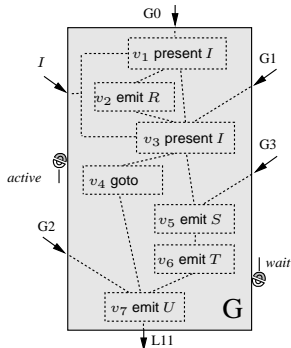 G0
v1 present I
I
G1
v2 emit R
v3 present I
G3
v4 goto
active
v5 emit S
G2
v6 emit T
wait
v7 emit U
G
L11